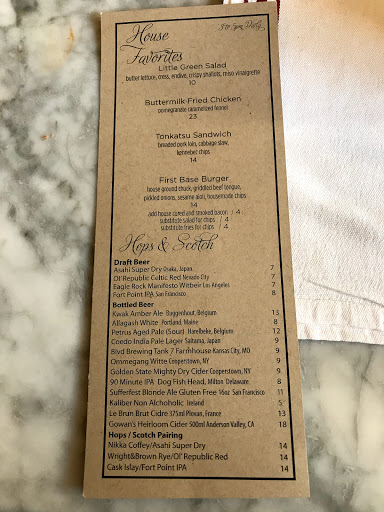 House
Favorites
Little Green Salad
butter lettuce, cress, endive, crispy shallots, miso vinaigrette
10
Buttermilk Fried Chicken
pomegranate caramelized fennel
23
Tonkatsu Sandwich
breaded pork loin, cabbage slaw,
kennebec chips
14
First Base Burger
house ground chuck, griddled beef tongue,
pickled onions, sesame aioli, housemade chips
14
add house cured and smoked bacon / 4
substitute salad for chips / 4
substitute fries for chips / 4
Hops & Scotch
Draft Beer
Asahi Super Dry Osaka, Japan 7
Ol' Republic Celtic Red Nevado City 7
Eagle Rock Manifesto Witbeir Los Angeles 7
Fort Point IPA San Francisco 8
Bottled Beer
Kwak Amber Ale Buggenhout, Belgium 13
Allagash White Portland, Maine 8
Petrus Aged Pale (Sour) Harelbeke, Belgium 12
Coedo India Pale Lager Saitama, Japan 9
Blvd Brewing Tank 7 Farmhouse Kansas City, MO 9
Ommegang Witte Cooperstown, NY 9
Golden State Mighty Dry Cider Cooperstown, NY 9
90 Minute IPA Dog Fish Head, Milton Delaware 8
Sufferfest Blonde Ale Gluten Free 16oz San Francisco 11
Kaliber Non Alchoholic Ireland 5
Le Brun Brut Cidre 375ml Plouan, France 13
Gowan's Heirloom Cider 500ml Anderson Valley, CA 18
Hops / Scotch Pairing
Nikka Coffey/Asahi Super Dry 14
Wright&Brown Rye/Ol' Republic Red 14
Cask Islay/Fort Point IPA 14